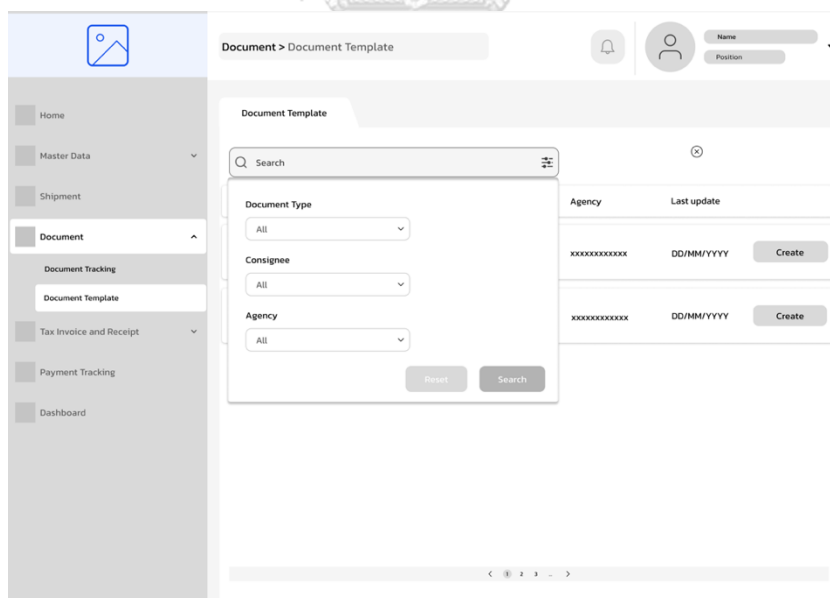 Document > Document Template
Name
Position
Home
Master Data
Shipment
Document
Document Tracking
Document Template
Tax Invoice and Receipt
Payment Tracking
Dashboard
Document Template
Search
Document Type
All
Consignee
All
Agency
All
Reset Search
Agency Last update
xxxxxxxxxxxx DD/MM/YYYY Create
xxxxxxxxxxxx DD/MM/YYYY Create
< 1 2 3 ... >